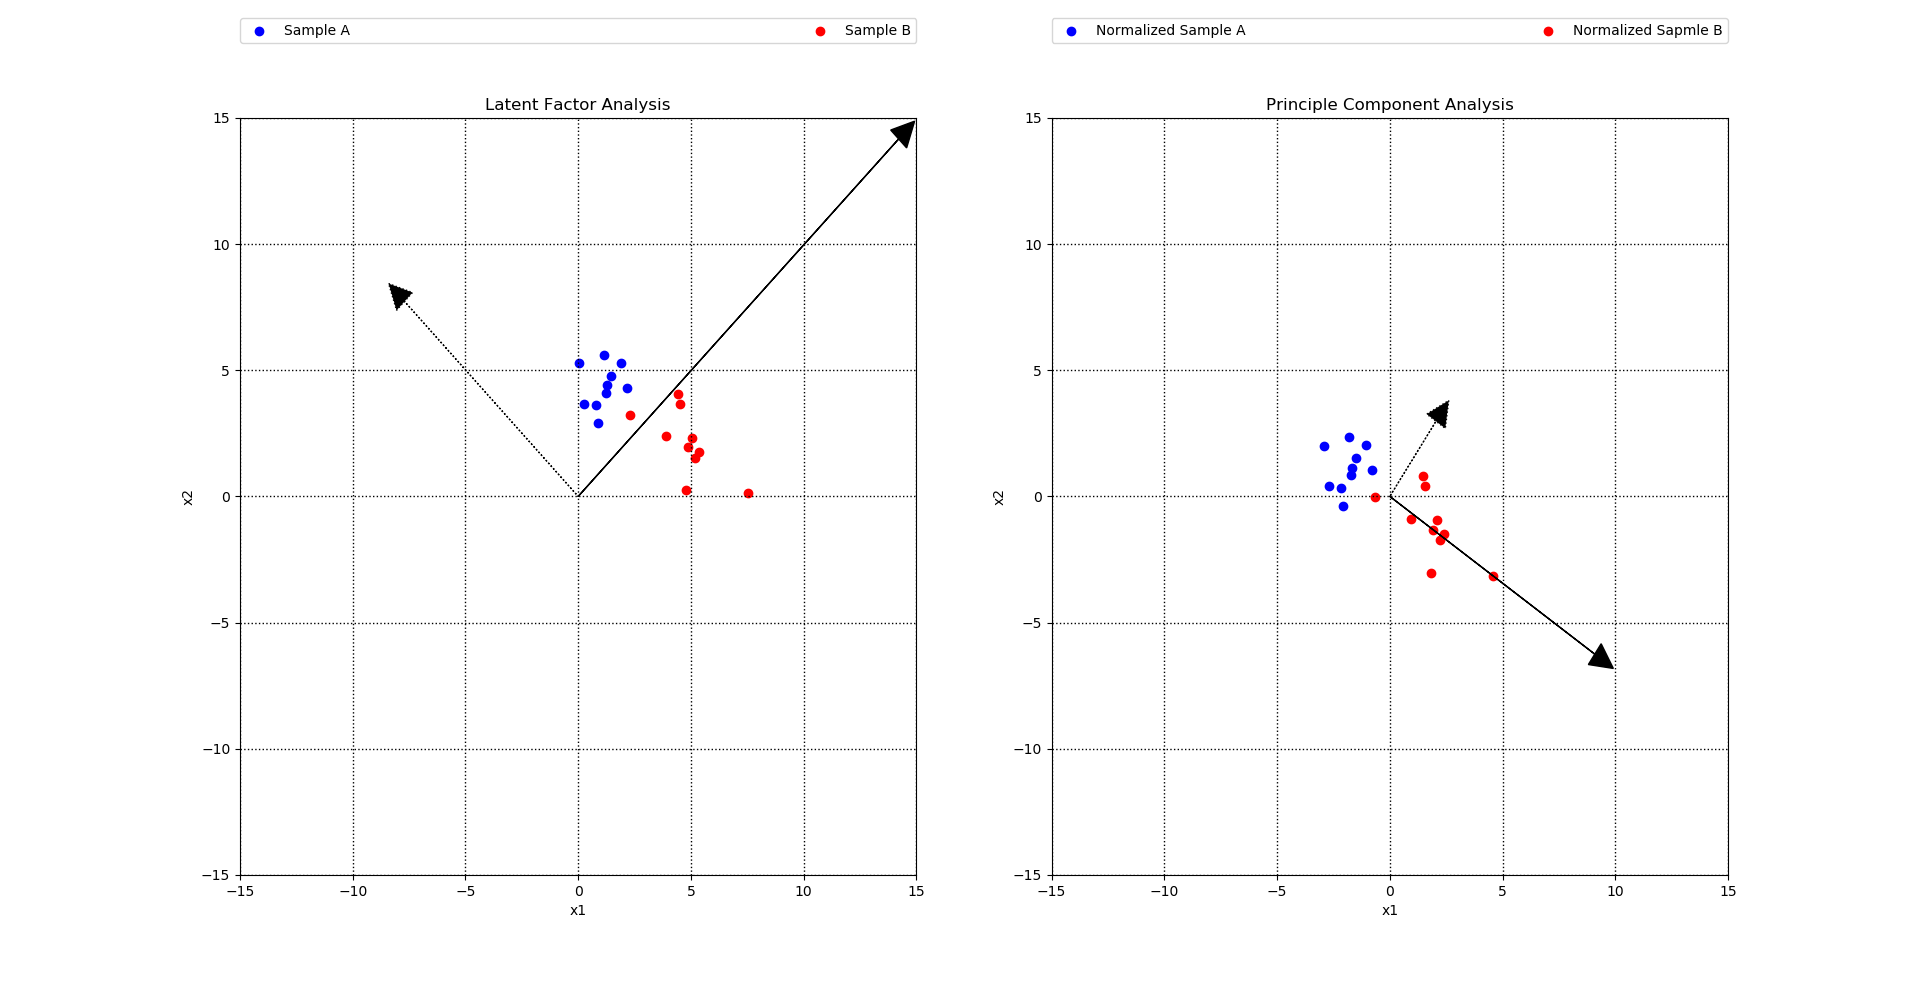 Sample A Sample B
Normalized Sample A Normalized Sapmle B
Latent Factor Analysis
15
10
5
0
−5
−10
−15
x2
−15 −10 −5 0 5 10 15
x1
Principle Component Analysis
15
10
5
0
−5
−10
−15
x2
−15 −10 −5 0 5 10 15
x1